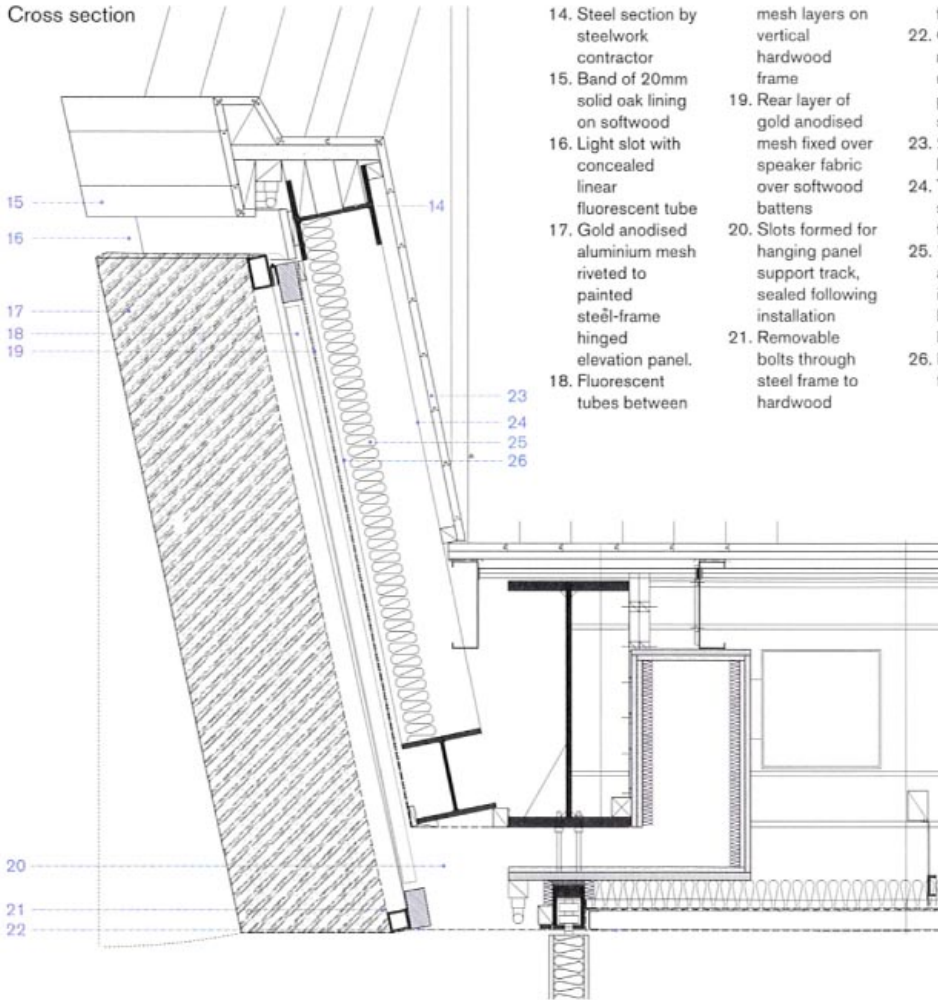 Cross section
14. Steel section by
steelwork
contractor
15. Band of 20mm
solid oak lining
on softwood
16. Light slot with
concealed
linear
fluorescent tube
17. Gold anodised
aluminium mesh
riveted to
painted
steel-frame
hinged
elevation panel.
18. Fluorescent
tubes between
mesh layers on
vertical
hardwood
frame
19. Rear layer of
gold anodised
mesh fixed over
speaker fabric
over softwood
battens
20. Slots formed for
hanging panel
support track,
sealed following
installation
21. Removable
bolts through
steel frame to
hardwood
22.
23.
24.
25.
26.
15
16
17
18
19
14
23
24
25
26
20
21
22